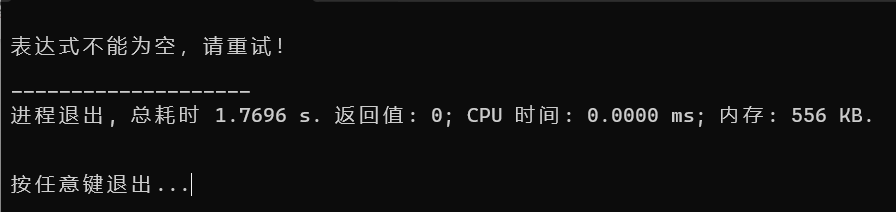 表达式不能为空，请重试！
--------------------
进程退出，总耗时 1.7696 s. 返回值: 0; CPU 时间: 0.0000 ms; 内存: 556 KB.
按任意键退出...